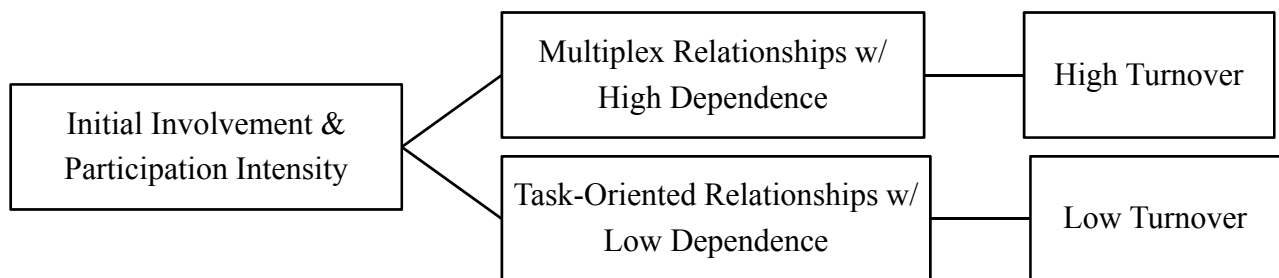 Initial Involvement &
Participation Intensity
Multiplex Relationships w/
High Dependence
High Turnover
Task-Oriented Relationships w/
Low Dependence
Low Turnover